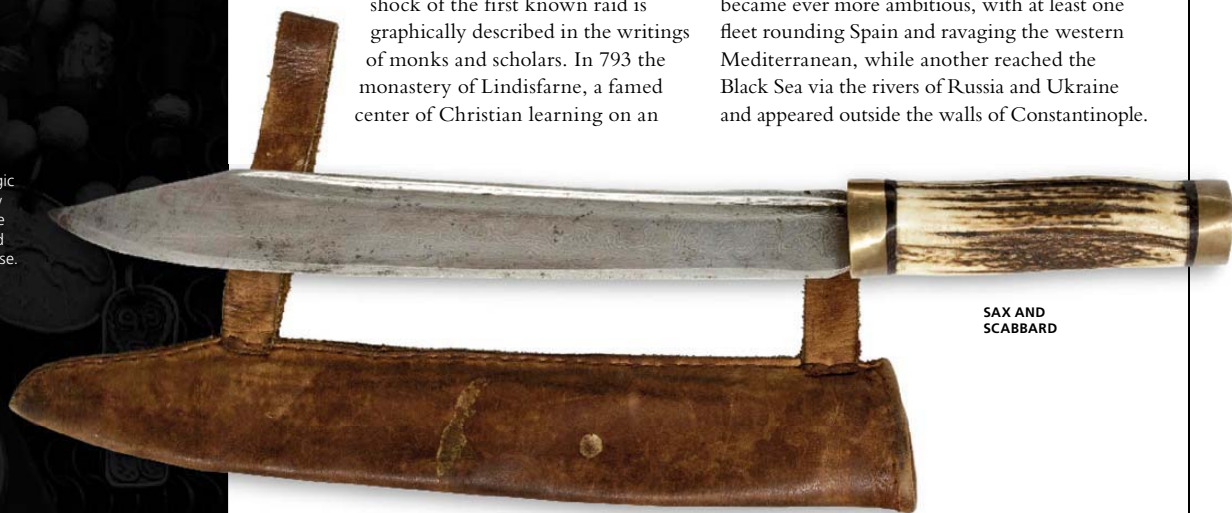 shock of the first known raid is
graphically described in the writings
of monks and scholars. In 793 the
monastery of Lindisfarne, a famed
center of Christian learning on an
became ever more ambitious, with at least one
fleet rounding Spain and ravaging the western
Mediterranean, while another reached the
Black Sea via the rivers of Russia and Ukraine
and appeared outside the walls of Constantinople.
SAX AND
SCABBARD